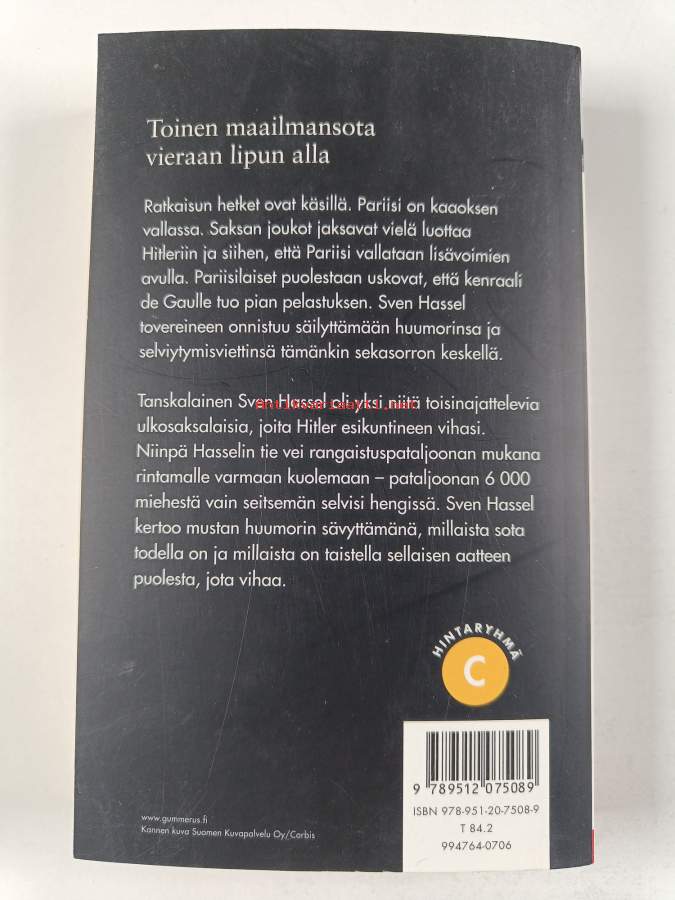 Toinen maailmansota
vieraan lipun alla
Ratkaisun hetket ovat käsillä. Pariisi on kaaoksen
vallassa. Saksan joukot jaksavat vielä luottaa
Hitleriin ja siihen, että Pariisi vallataan lisävoimien
avulla. Pariisilaiset puolestaan uskovat, että kenraali
de Gaulle tuo pian pelastuksen. Sven Hassel
tovereineen onnistuu säilyttämään huumorinsa ja
selviytymisviettinsä tämänkin sekasorron keskellä.
Tanskalainen Sven Hassel oli yksi niitä toisinajattelevia
antikvariaatti.net
ulkosaksalaisia, joita Hitler esikuntineen vihasi.
Niinpä Hasselin tie vei rangaistuspataljoonan mukana
rintamalle varmaan kuolemaan – pataljoonan 6 000
miehestä vain seitsemän selvisi hengissä. Sven Hassel
kertoo mustan huumorin sävyttämänä, millaista sota
todella on ja millaista on taistella sellaisen aatteen
puolesta, jota vihaa.
HINTARYHMÄ
C
9 789512 075089
ISBN 978-951-20-7508-9
T 84.2
994764-0706
www.gummerus.fi
Kannen kuva Suomen Kuvapalvelu Oy/Corbis